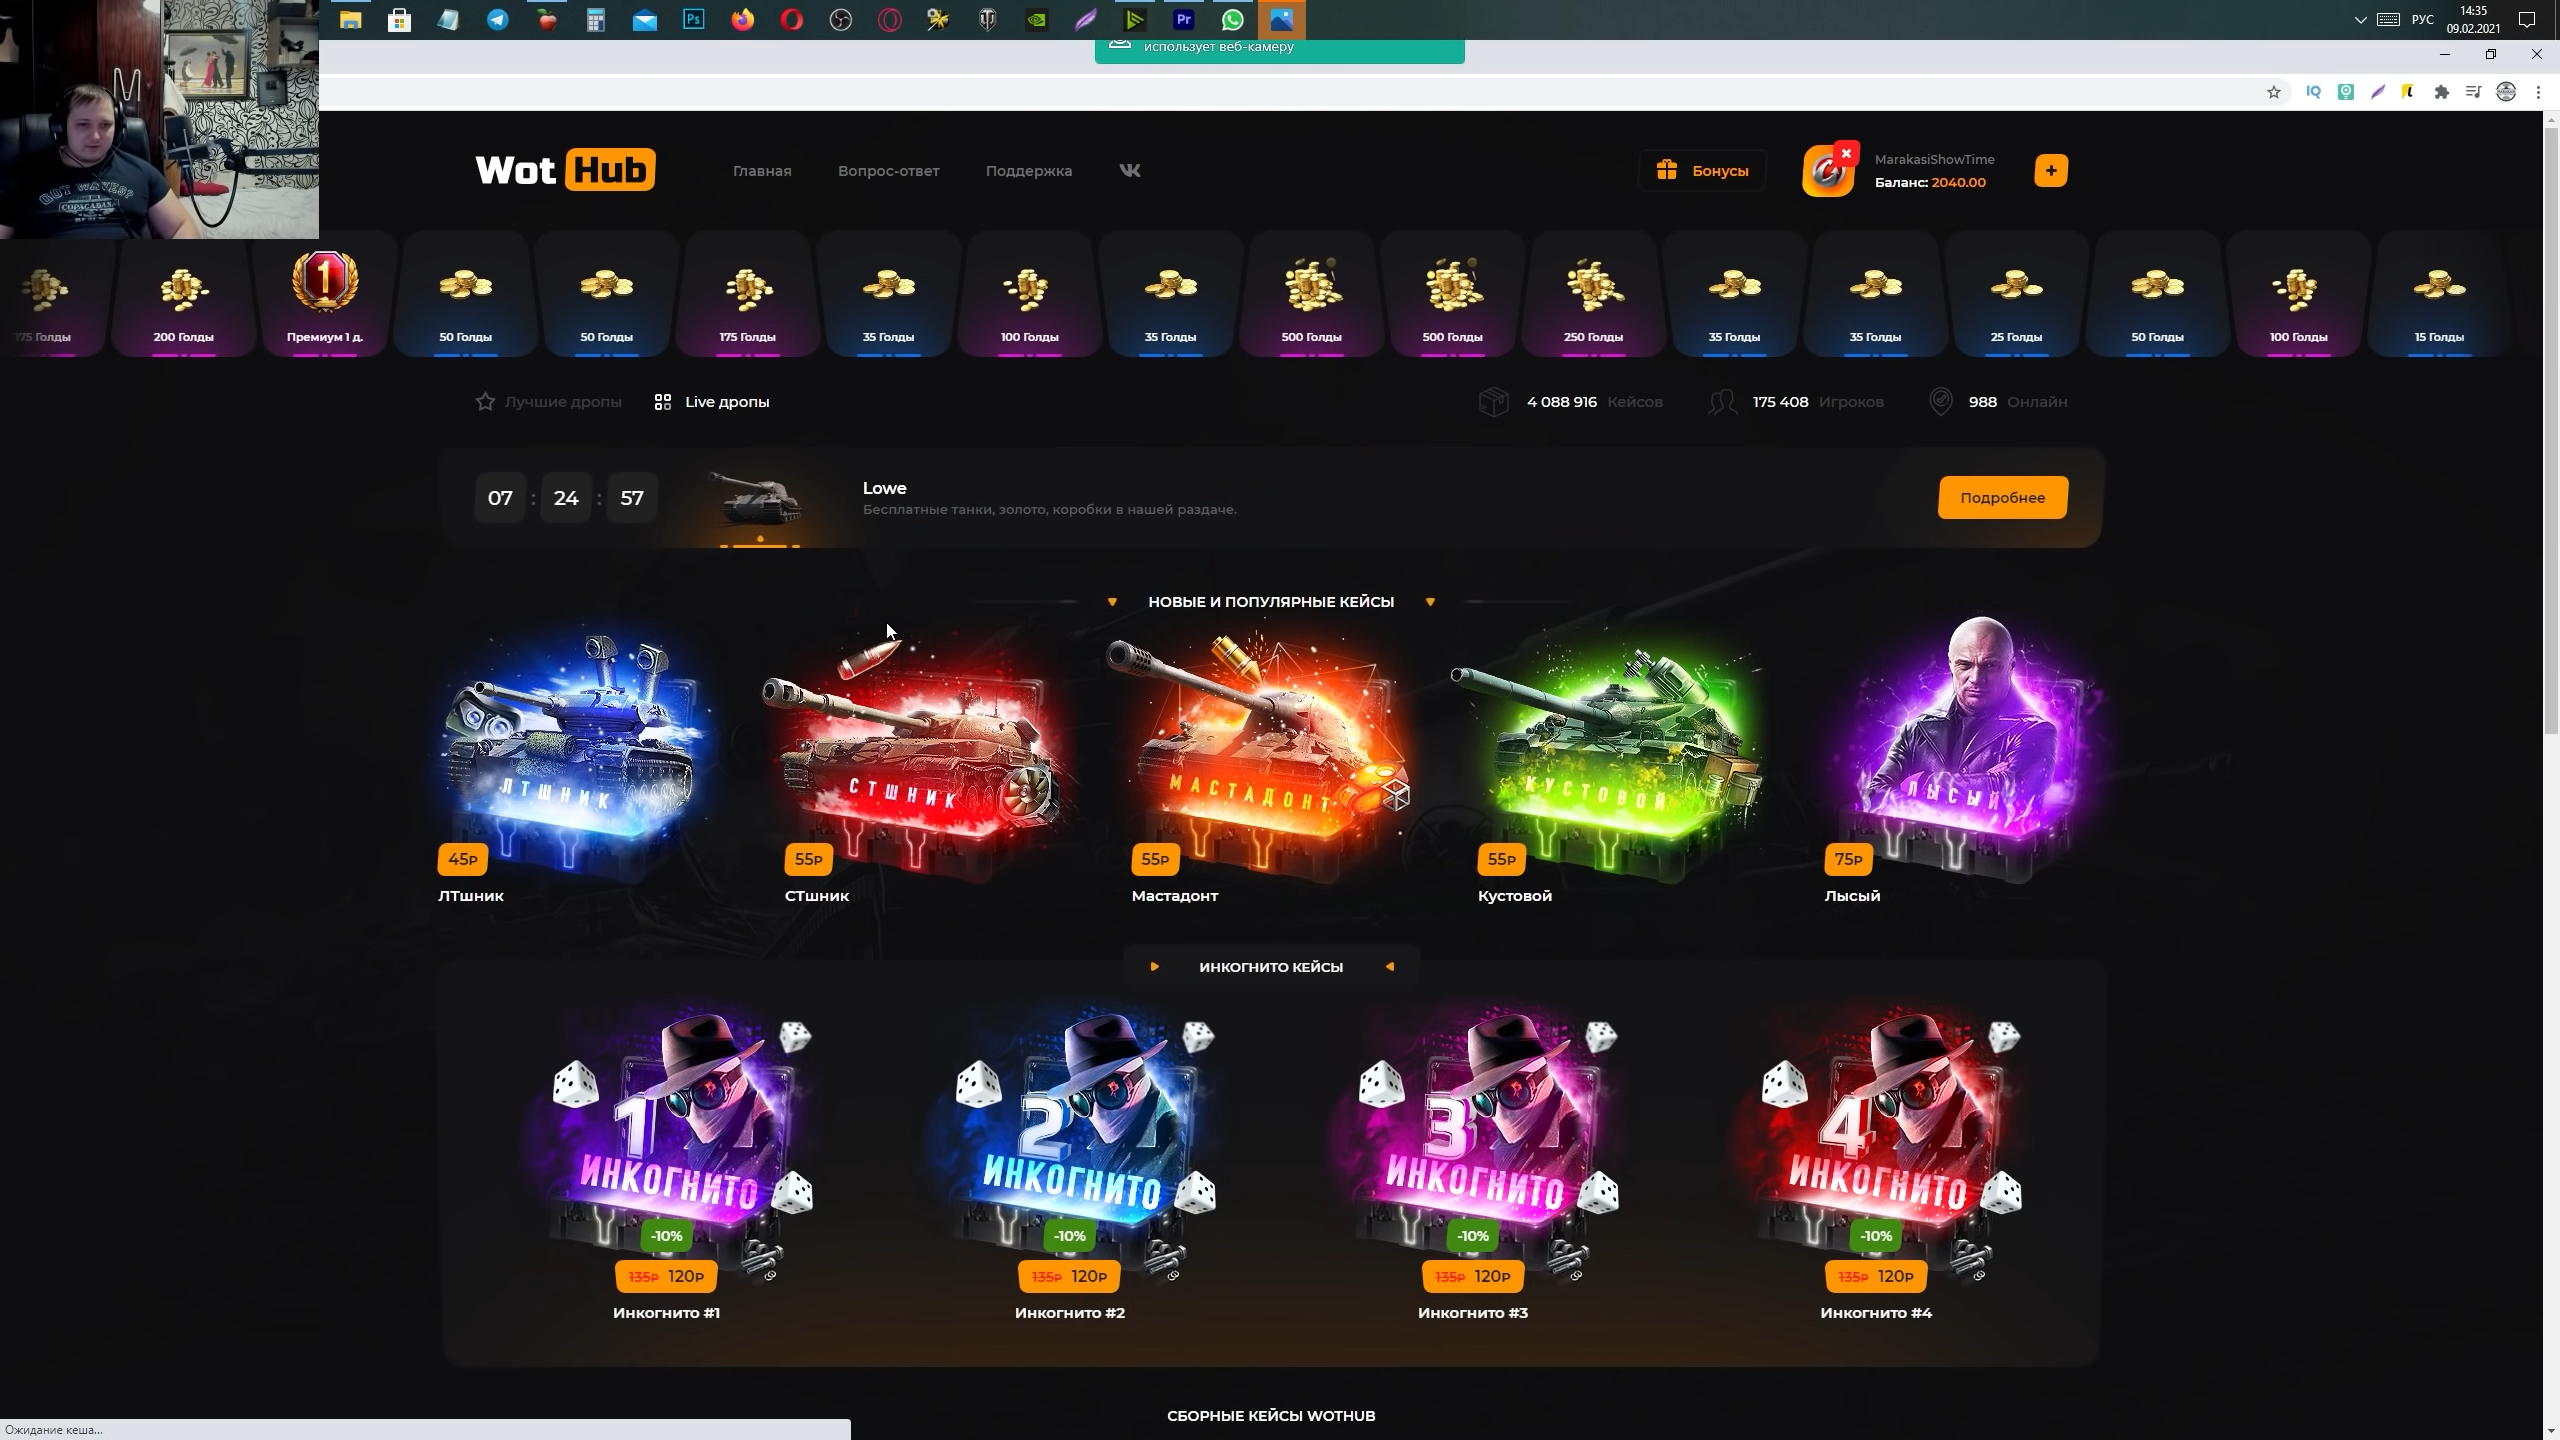 РУС
14:35
09.02.2021
использует веб-камеру
GOT WAVES?
Wot Hub
Главная
Вопрос-ответ
Поддержка
Бонусы
MarakasiShowTime
Баланс: 2040.00
175 Голды
200 Голды
Премиум 1 д.
50 Голды
50 Голды
175 Голды
35 Голды
100 Голды
35 Голды
500 Голды
500 Голды
250 Голды
35 Голды
35 Голды
25 Голды
50 Голды
100 Голды
15 Голды
Лучшие дропы
Live дропы
4 088 916 Кейсов
175 408 Игроков
988 Онлайн
07 : 24 : 57
Lowe
Бесплатные танки, золото, коробки в нашей раздаче.
Подробнее
НОВЫЕ И ПОПУЛЯРНЫЕ КЕЙСЫ
ЛТШНИК
СТШНИК
МАСТАДОНТ
КУСТОВОЙ
ЛЫСЫЙ
45Р
55Р
55Р
55Р
75Р
ЛТшник
СТшник
Мастадонт
Кустовой
Лысый
ИНКОГНИТО КЕЙСЫ
1 ИНКОГНИТО
2 ИНКОГНИТО
3 ИНКОГНИТО
4 ИНКОГНИТО
-10%
-10%
-10%
-10%
135Р 120Р
135Р 120Р
135Р 120Р
135Р 120Р
Инкогнито #1
Инкогнито #2
Инкогнито #3
Инкогнито #4
СБОРНЫЕ КЕЙСЫ WOTHUB
Ожидание кеша...